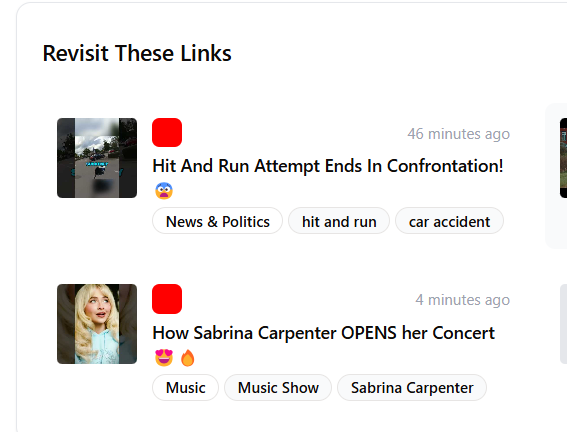 Revisit These Links
46 minutes ago
Hit And Run Attempt Ends In Confrontation!
😨
News & Politics
hit and run
car accident
4 minutes ago
How Sabrina Carpenter OPENS her Concert
😍🔥
Music
Music Show
Sabrina Carpenter